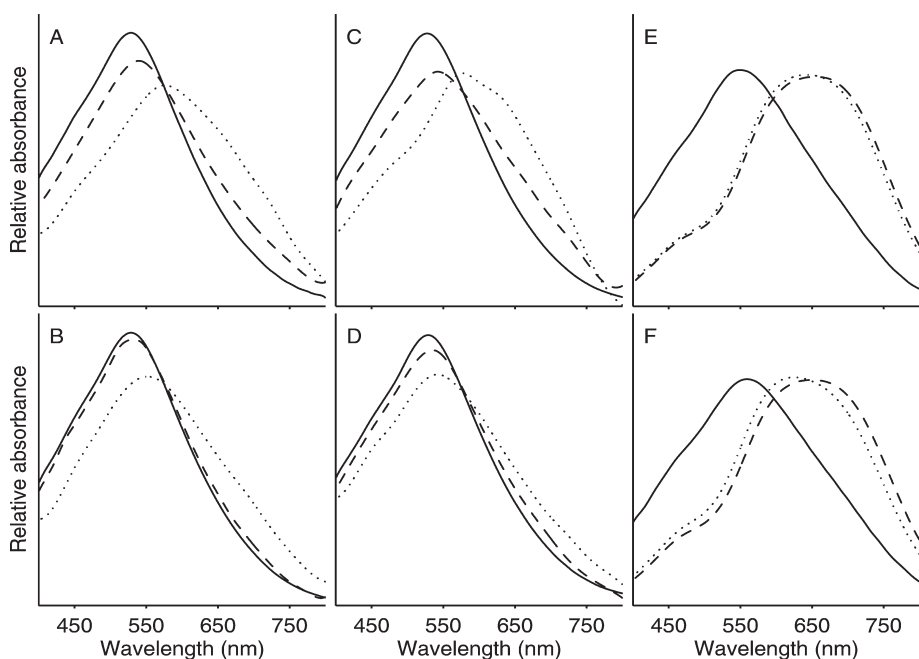 A
C
E
Relative absorbance
B
D
F
Relative absorbance
450 550 650 750
450 550 650 750
450 550 650 750
Wavelength (nm)
Wavelength (nm)
Wavelength (nm)